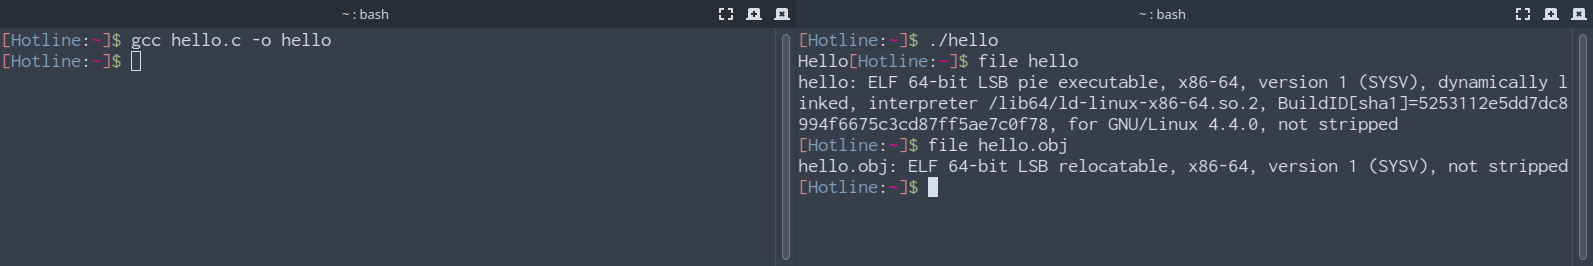 ~ : bash
[Hotline:~]$ gcc hello.c -o hello
[Hotline:~]$
~ : bash
[Hotline:~]$ ./hello
Hello[Hotline:~]$ file hello
hello: ELF 64-bit LSB pie executable, x86-64, version 1 (SYSV), dynamically l
inked, interpreter /lib64/ld-linux-x86-64.so.2, BuildID[sha1]=5253112e5dd7dc8
994f6675c3cd87ff5ae7c0f78, for GNU/Linux 4.4.0, not stripped
[Hotline:~]$ file hello.obj
hello.obj: ELF 64-bit LSB relocatable, x86-64, version 1 (SYSV), not stripped
[Hotline:~]$